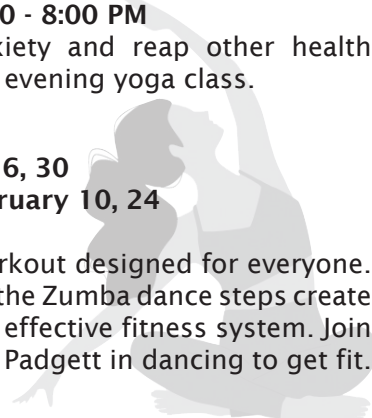 0 - 8:00 PM
xiety and reap other health
evening yoga class.
6, 30
ruary 10, 24
rkout designed for everyone.
the Zumba dance steps create
effective fitness system. Join
Padgett in dancing to get fit.